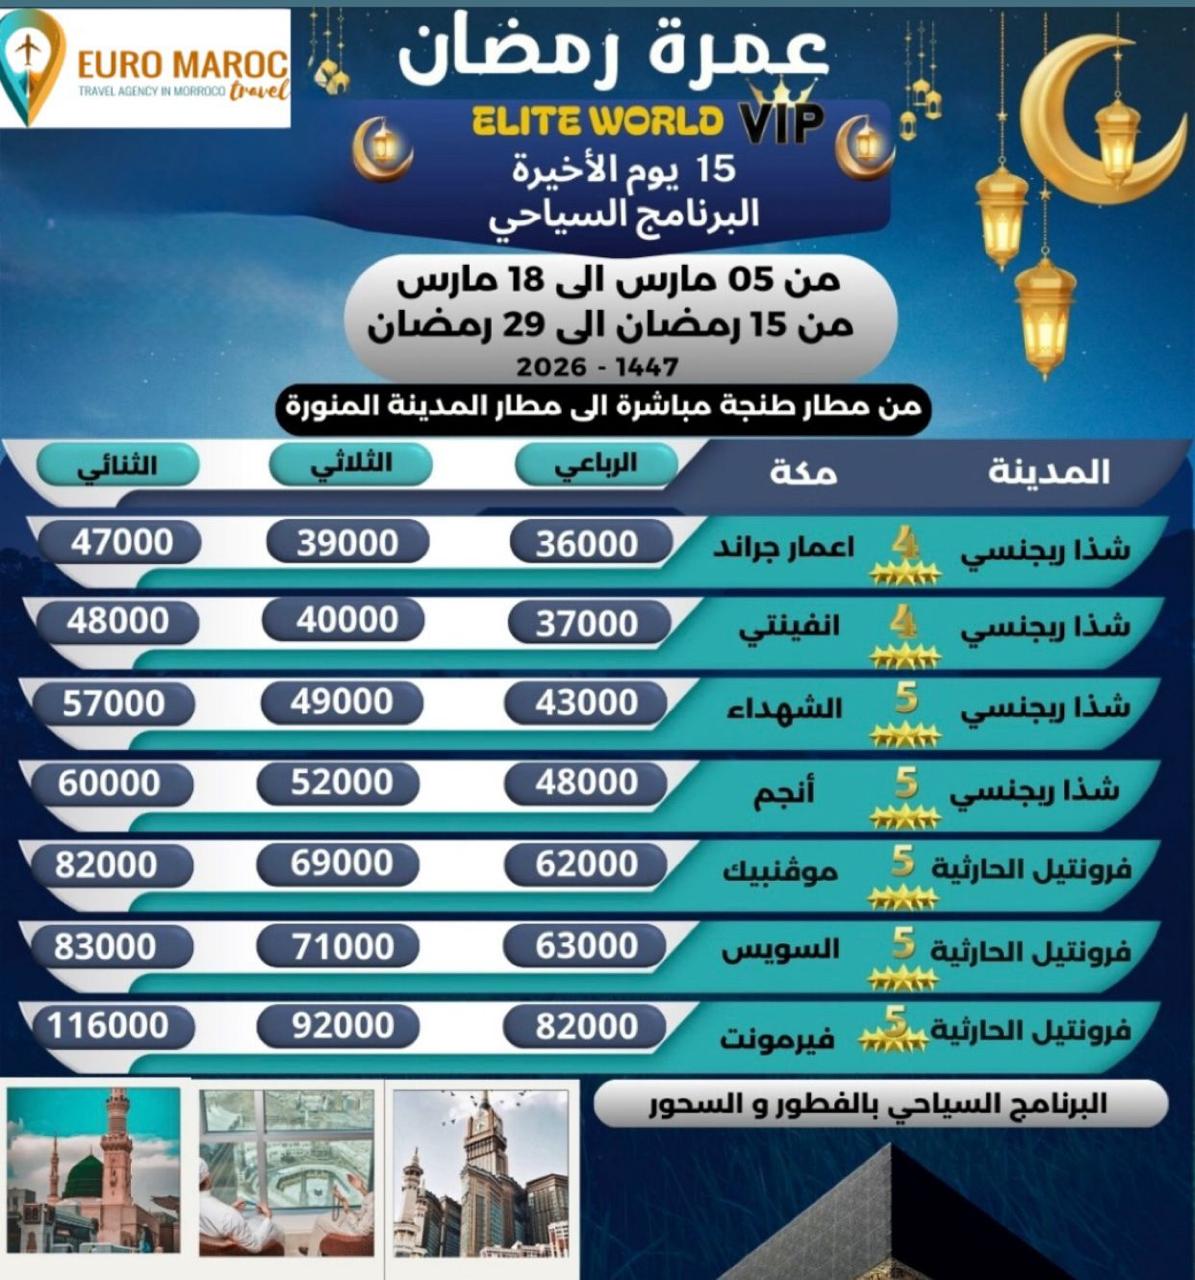 EURO MAROC
TRAVEL AGENCY IN MORROCO travel
عمرة رمضان
ELITE WORLD VIP
15 يوم الأخيرة
البرنامج السياحي
من 05 مارس الى 18 مارس
من 15 رمضان الى 29 رمضان
2026 - 1447
من مطار طنجة مباشرة الى مطار المدينة المنورة
المدينة مكة الرباعي الثلاثي الثنائي
شذا ريجنسي 4 اعمار جراند 36000 39000 47000
شذا ريجنسي 4 انفينتي 37000 40000 48000
شذا ريجنسي 5 الشهداء 43000 49000 57000
شذا ريجنسي 5 أنجم 48000 52000 60000
فرونتيل الحارثية 5 موڤنبيك 62000 69000 82000
فرونتيل الحارثية 5 السويس 63000 71000 83000
فرونتيل الحارثية 5 فيرمونت 82000 92000 116000
البرنامج السياحي بالفطور و السحور